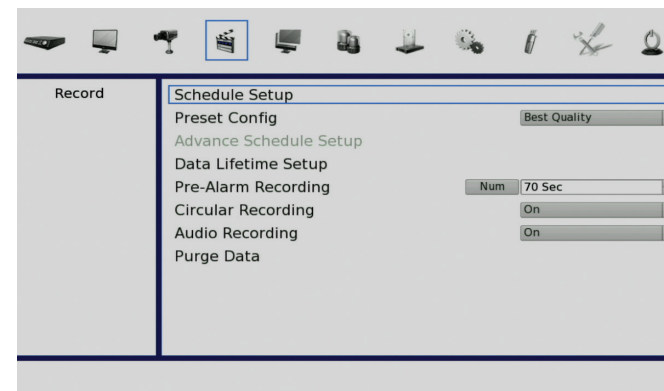 Record
Schedule Setup
Preset Config Best Quality
Advance Schedule Setup
Data Lifetime Setup
Pre-Alarm Recording Num 70 Sec
Circular Recording On
Audio Recording On
Purge Data